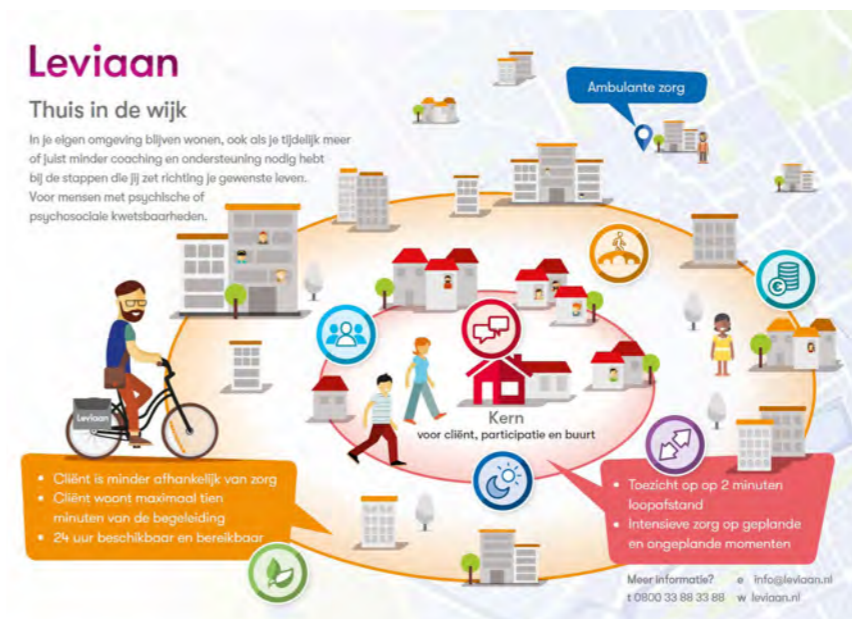 Leviaan
Thuis in de wijk
In je eigen omgeving blijven wonen, ook als je tijdelijk meer
of juist minder coaching en ondersteuning nodig hebt
bij de stappen die jij zet richting je gewenste leven.
Voor mensen met psychische of
psychosociale kwetsbaarheden.
Ambulante zorg
Leviaan
Kern
voor cliënt, participatie en buurt
• Cliënt is minder afhankelijk van zorg
• Cliënt woont maximaal tien
minuten van de begeleiding
• 24 uur beschikbaar en bereikbaar
• Toezicht op op 2 minuten
loopafstand
• Intensieve zorg op geplande
en ongeplande momenten
Meer informatie? e info@leviaan.nl
t 0800 33 88 33 88 w leviaan.nl